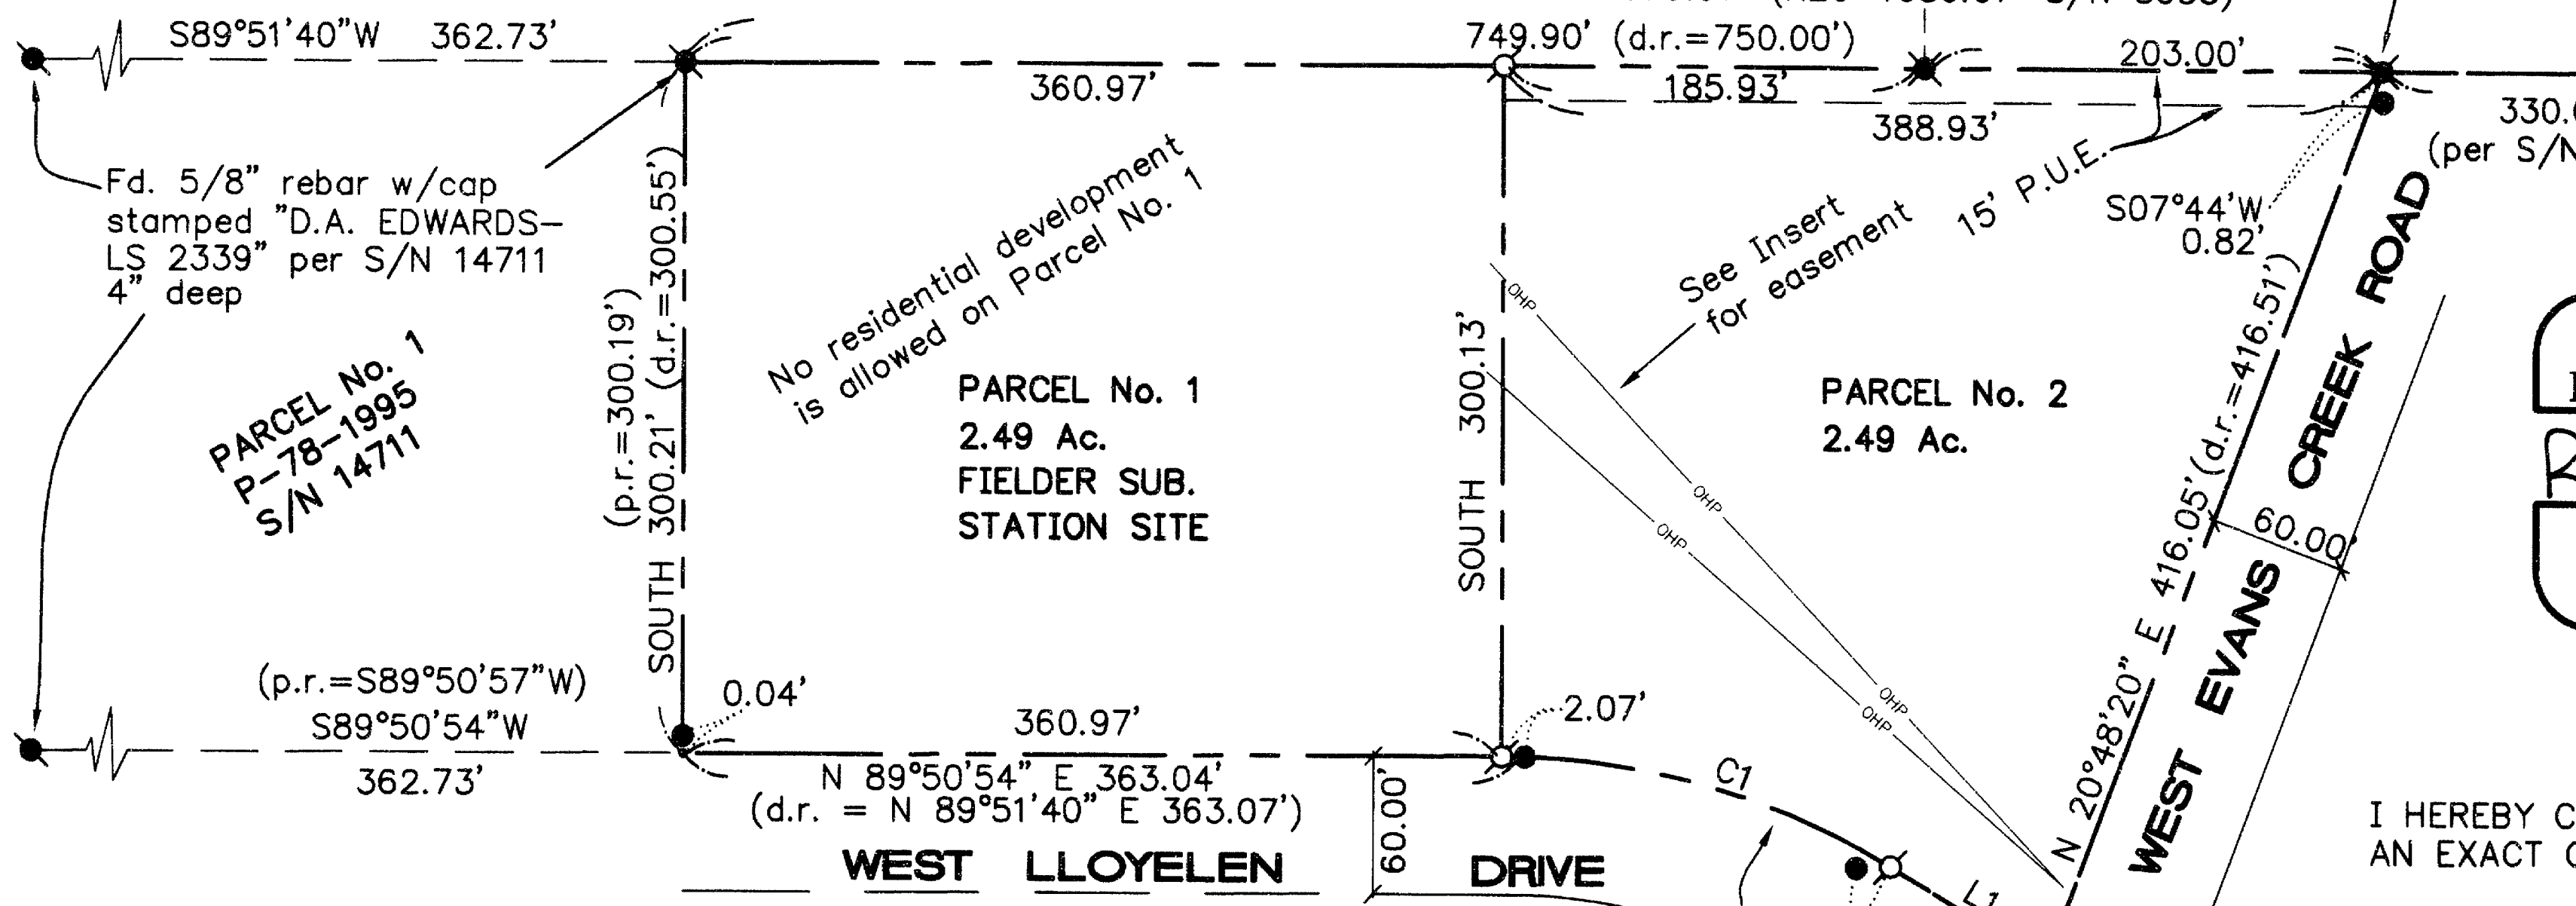 S89°51'40"W 362.73'
749.90' (d.r.=750.00')
203.00'
360.97'
185.93'
388.93'
(per S/N
Fd. 5/8" rebar w/cap
stamped "D.A. EDWARDS-
LS 2339" per S/N 14711
4" deep
No residential development
is allowed on Parcel No. 1
See Insert
for easement
15' P.U.E.
S07°44'W
0.82'
PARCEL No. 1
P-78-1995
S/N 14711
(p.r.=300.19')
SOUTH 300.21' (d.r.=300.55')
PARCEL No. 1
2.49 Ac.
FIELDER SUB.
STATION SITE
SOUTH 300.13'
OHP
OHP
OHP
OHP
OHP
PARCEL No. 2
2.49 Ac.
N 20°48'20" E 416.05' (d.r.=416.51')
WEST EVANS CREEK ROAD
60.00'
(p.r.=S89°50'57"W)
S89°50'54"W
362.73'
0.04'
360.97'
2.07'
N 89°50'54" E 363.04'
(d.r. = N 89°51'40" E 363.07')
60.00'
C1
L1
WEST LLOYELEN DRIVE
I HEREBY C
AN EXACT